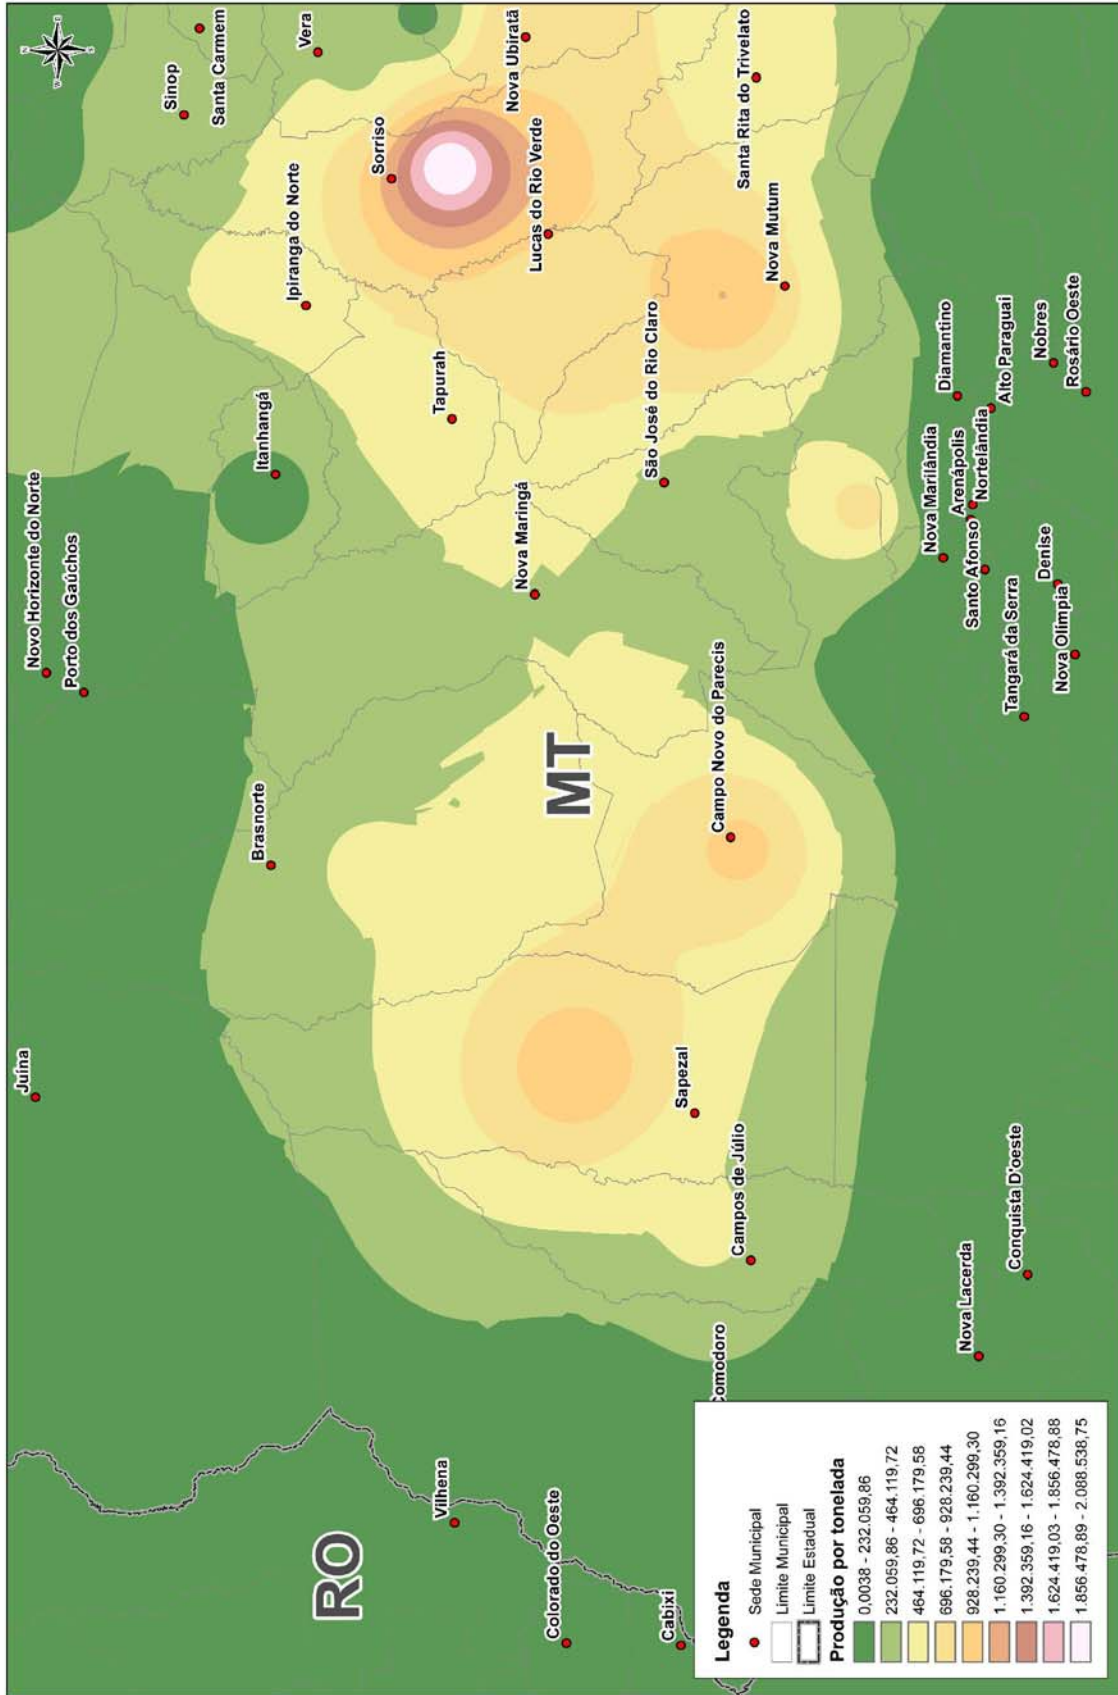 N
S
Sinop
Santa Carmem
Vera
Nova Ubiratã
Sorriso
Ipiranga do Norte
Lucas do Rio Verde
Santa Rita do Trivelato
Nova Mutum
Itanhangá
Tapurah
São José do Rio Claro
Diamantino
Alto Paraguai
Nobres
Rosário Oeste
Novo Horizonte do Norte
Porto dos Gaúchos
Nova Maringá
Nova Marilândia
Arenápolis
Nortelândia
Santo Afonso
Denise
Nova Olímpia
Tangará da Serra
Brasnorte
MT
Campo Novo do Parecis
Juína
Sapezal
Campos de Júlio
Conquista D'oeste
Nova Lacerda
Comodoro
RO
Vilhena
Colorado do Oeste
Cabixi
Legenda
Sede Municipal
Limite Municipal
Limite Estadual
Produção por tonelada
0,0038 - 232.059,86
232.059,86 - 464.119,72
464.119,72 - 696.179,58
696.179,58 - 928.239,44
928.239,44 - 1.160.299,30
1.160.299,30 - 1.392.359,16
1.392.359,16 - 1.624.419,02
1.624.419,03 - 1.856.478,88
1.856.478,89 - 2.088.538,75